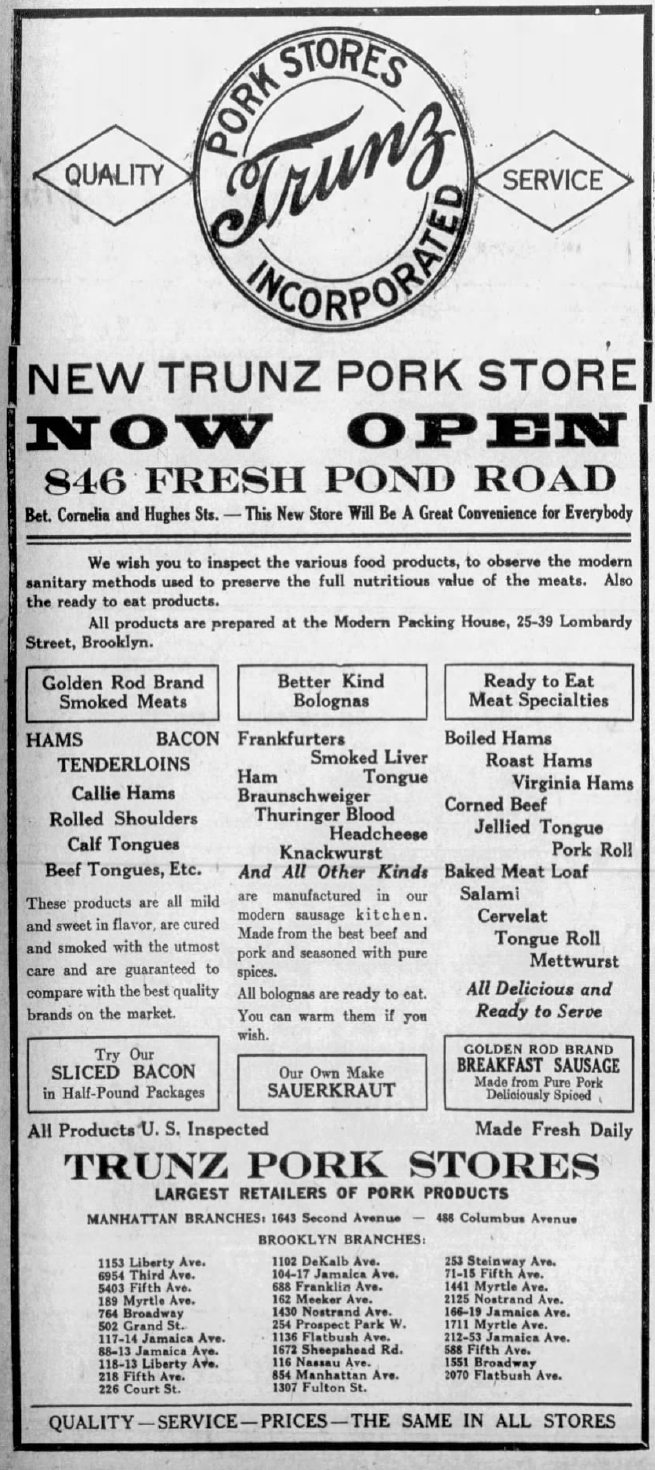 PORK STORES
Trunz
INCORPORATED
QUALITY
SERVICE
NEW TRUNZ PORK STORE
NOW OPEN
846 FRESH POND ROAD
Bet. Cornelia and Hughes Sts. — This New Store Will Be A Great Convenience for Everybody
We wish you to inspect the various food products, to observe the modern
sanitary methods used to preserve the full nutritious value of the meats. Also
the ready to eat products.
All products are prepared at the Modern Packing House, 25-39 Lombardy
Street, Brooklyn.
Golden Rod Brand
Smoked Meats
HAMS BACON
TENDERLOINS
Callie Hams
Rolled Shoulders
Calf Tongues
Beef Tongues, Etc.
These products are all mild
and sweet in flavor, are cured
and smoked with the utmost
care and are guaranteed to
compare with the best quality
brands on the market.
Try Our
SLICED BACON
in Half-Pound Packages
Better Kind
Bolognas
Frankfurters
Smoked Liver
Ham Tongue
Braunschweiger
Thuringer Blood
Headcheese
Knackwurst
And All Other Kinds
are manufactured in our
modern sausage kitchen.
Made from the best beef and
pork and seasoned with pure
spices.
All bolognas are ready to eat.
You can warm them if you
wish.
Our Own Make
SAUERKRAUT
Ready to Eat
Meat Specialties
Boiled Hams
Roast Hams
Virginia Hams
Corned Beef
Jellied Tongue
Pork Roll
Baked Meat Loaf
Salami
Cervelat
Tongue Roll
Mettwurst
All Delicious and
Ready to Serve
GOLDEN ROD BRAND
BREAKFAST SAUSAGE
Made from Pure Pork
Deliciously Spiced
All Products U. S. Inspected
Made Fresh Daily
TRUNZ PORK STORES
LARGEST RETAILERS OF PORK PRODUCTS
MANHATTAN BRANCHES: 1643 Second Avenue — 486 Columbus Avenue
BROOKLYN BRANCHES:
1153 Liberty Ave.
6954 Third Ave.
5403 Fifth Ave.
189 Myrtle Ave.
764 Broadway
502 Grand St.
117-14 Jamaica Ave.
88-13 Jamaica Ave.
118-13 Liberty Ave.
218 Fifth Ave.
226 Court St.
1102 DeKalb Ave.
104-17 Jamaica Ave.
688 Franklin Ave.
162 Meeker Ave.
1430 Nostrand Ave.
254 Prospect Park W.
1136 Flatbush Ave.
1672 Sheepshead Rd.
116 Nassau Ave.
854 Manhattan Ave.
1307 Fulton St.
253 Steinway Ave.
71-15 Fifth Ave.
1441 Myrtle Ave.
2125 Nostrand Ave.
166-19 Jamaica Ave.
1711 Myrtle Ave.
212-53 Jamaica Ave.
588 Fifth Ave.
1551 Broadway
2070 Flatbush Ave.
QUALITY—SERVICE—PRICES—THE SAME IN ALL STORES